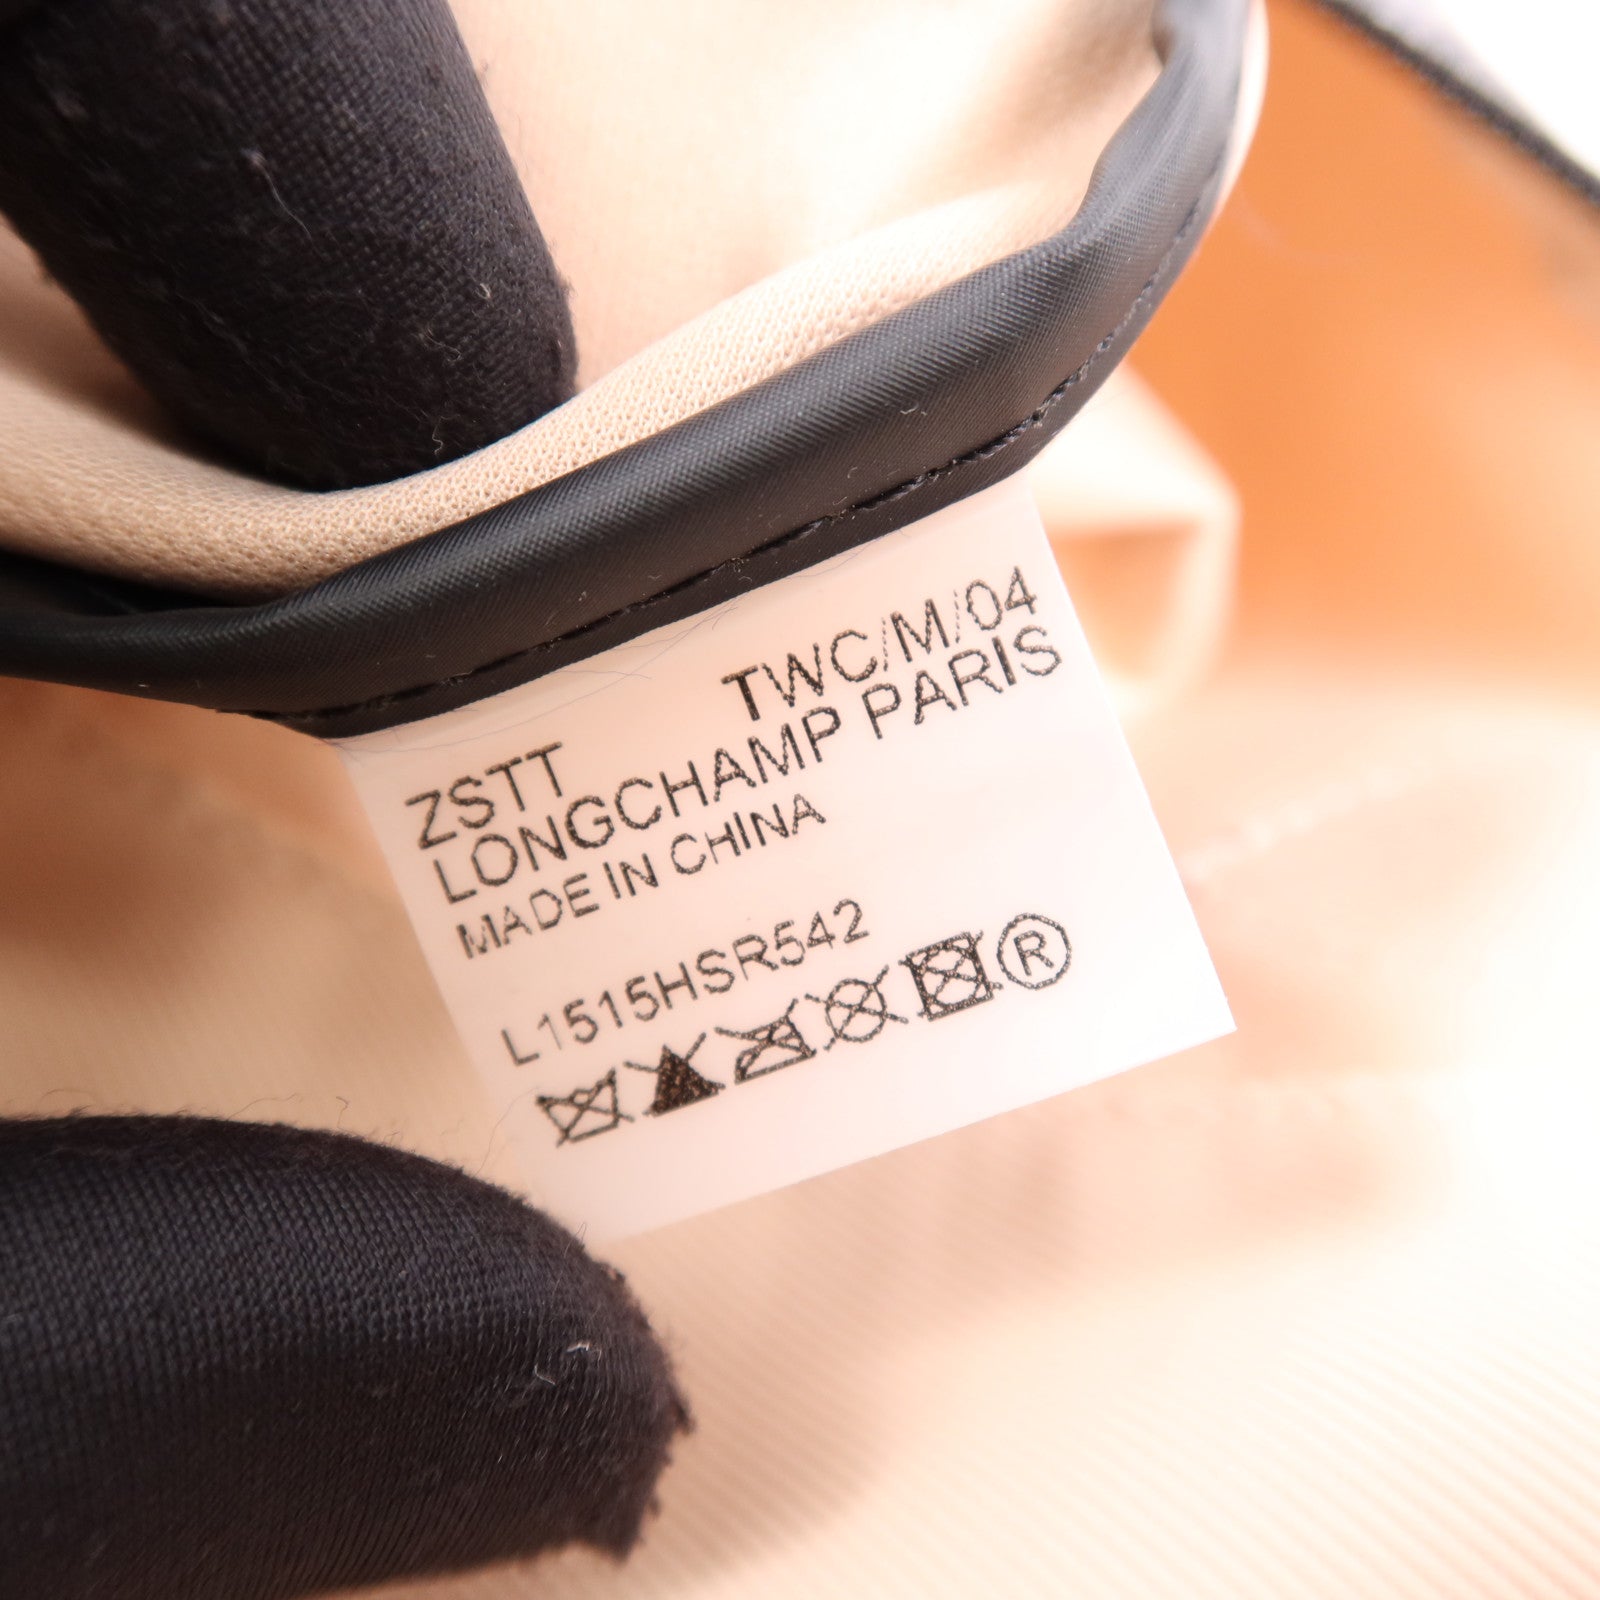 TWC/M/04
ZSTT
LONGCHAMP PARIS
MADE IN CHINA
L1515HSR542
®